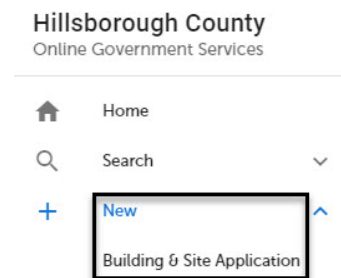 Hillsborough County
Online Government Services
Home
Search
New
Building & Site Application